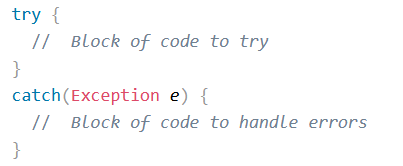 try {
  //  Block of code to try
}
catch(Exception e) {
  //  Block of code to handle errors
}